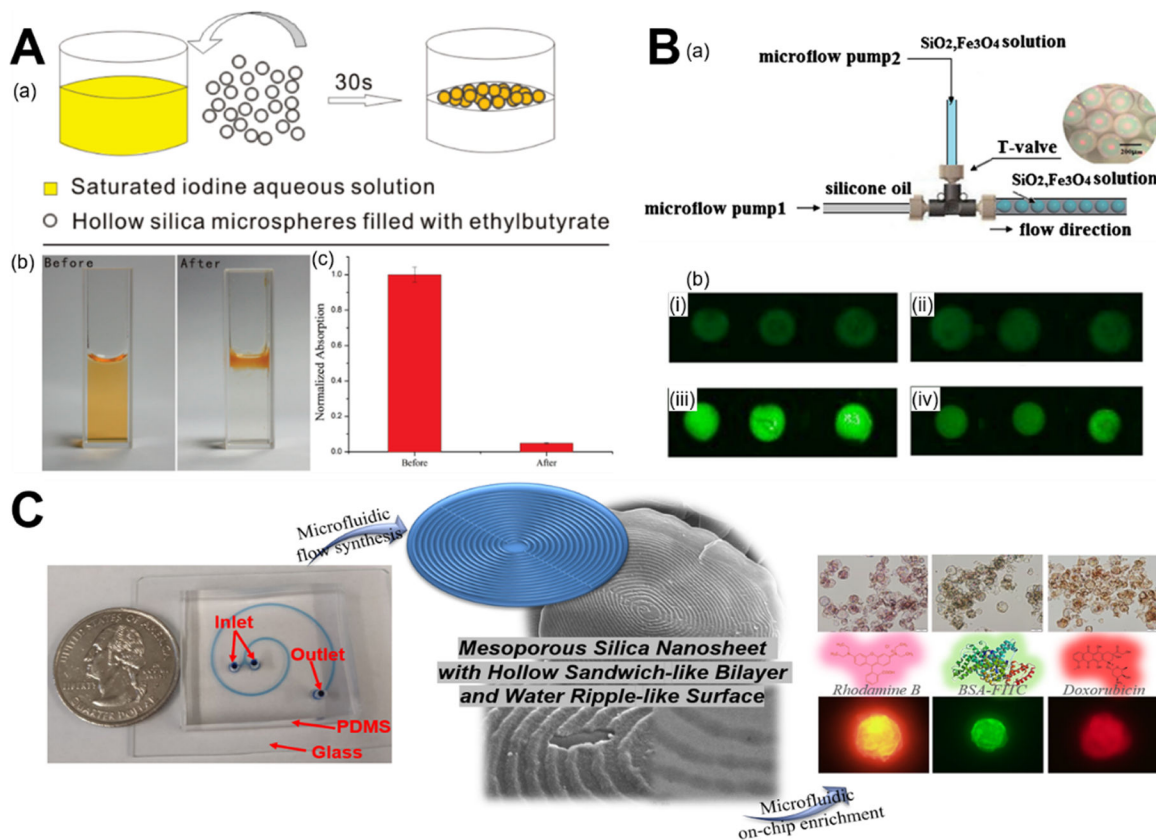 A
(a)
30s
Saturated iodine aqueous solution
Hollow silica microspheres filled with ethylbutyrate
(b)
Before
After
(c)
Normalized Absorption
1.0
0.8
0.6
0.4
0.2
0.0
Before
After
B
(a)
SiO2,Fe3O4 solution
microflow pump2
T-valve
200μm
silicone oil
SiO2,Fe3O4 solution
microflow pump1
flow direction
(b)
(i)
(ii)
(iii)
(iv)
C
Microfluidic
flow synthesis
Inlet
Outlet
PDMS
Glass
QUARTER DOLLAR
Mesoporous Silica Nanosheet
with Hollow Sandwich-like Bilayer
and Water Ripple-like Surface
Rhodamine B
BSA-FITC
Doxorubicin
Microfluidic
on-chip enrichment